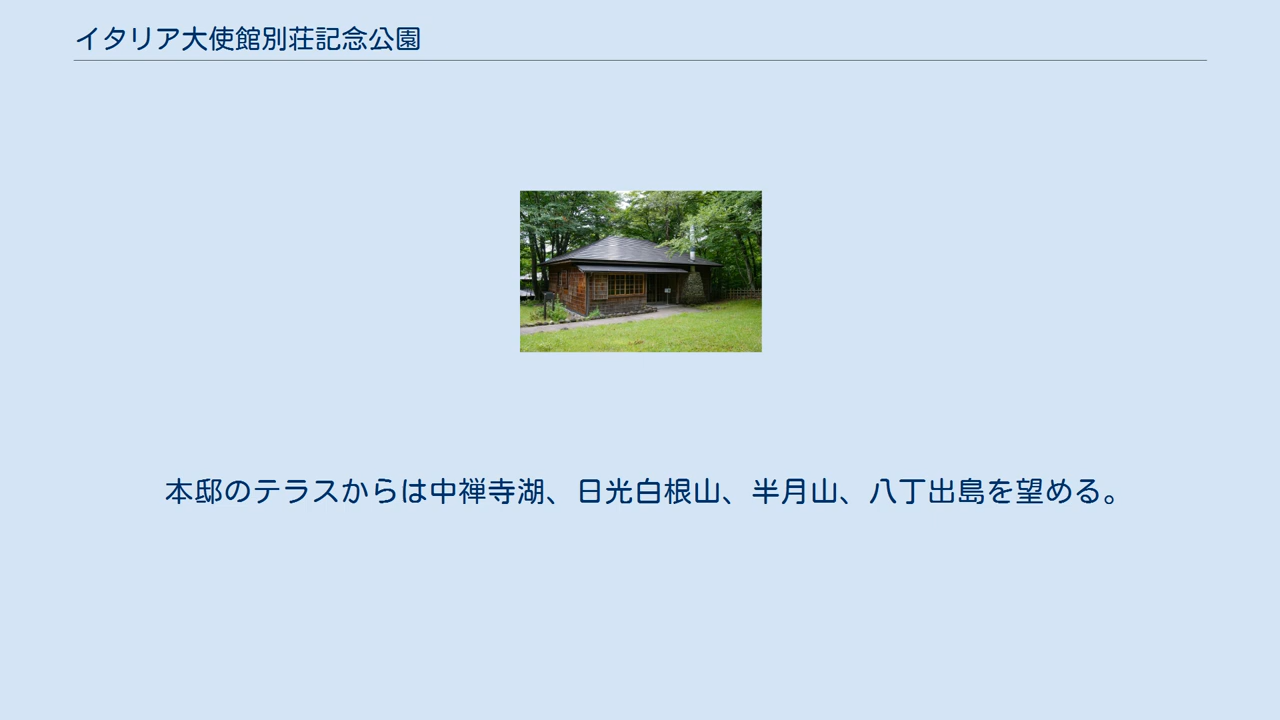 イタリア大使館別荘記念公園
本邸のテラスからは中禅寺湖、日光白根山、半月山、八丁出島を望める。